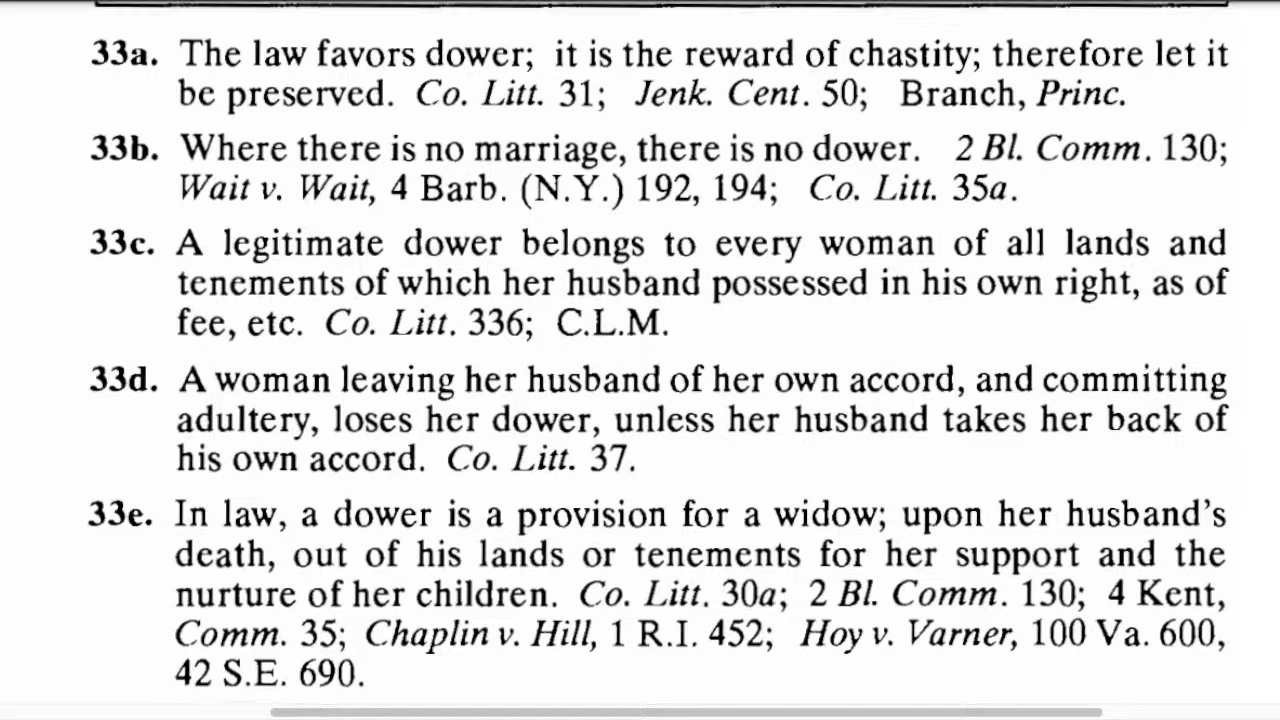 33a. The law favors dower; it is the reward of chastity; therefore let it
be preserved. Co. Litt. 31; Jenk. Cent. 50; Branch, Princ.
33b. Where there is no marriage, there is no dower. 2 Bl. Comm. 130;
Wait v. Wait, 4 Barb. (N.Y.) 192, 194; Co. Litt. 35a.
33c. A legitimate dower belongs to every woman of all lands and
tenements of which her husband possessed in his own right, as of
fee, etc. Co. Litt. 336; C.L.M.
33d. A woman leaving her husband of her own accord, and committing
adultery, loses her dower, unless her husband takes her back of
his own accord. Co. Litt. 37.
33e. In law, a dower is a provision for a widow; upon her husband's
death, out of his lands or tenements for her support and the
nurture of her children. Co. Litt. 30a; 2 Bl. Comm. 130; 4 Kent,
Comm. 35; Chaplin v. Hill, 1 R.I. 452; Hoy v. Varner, 100 Va. 600,
42 S.E. 690.